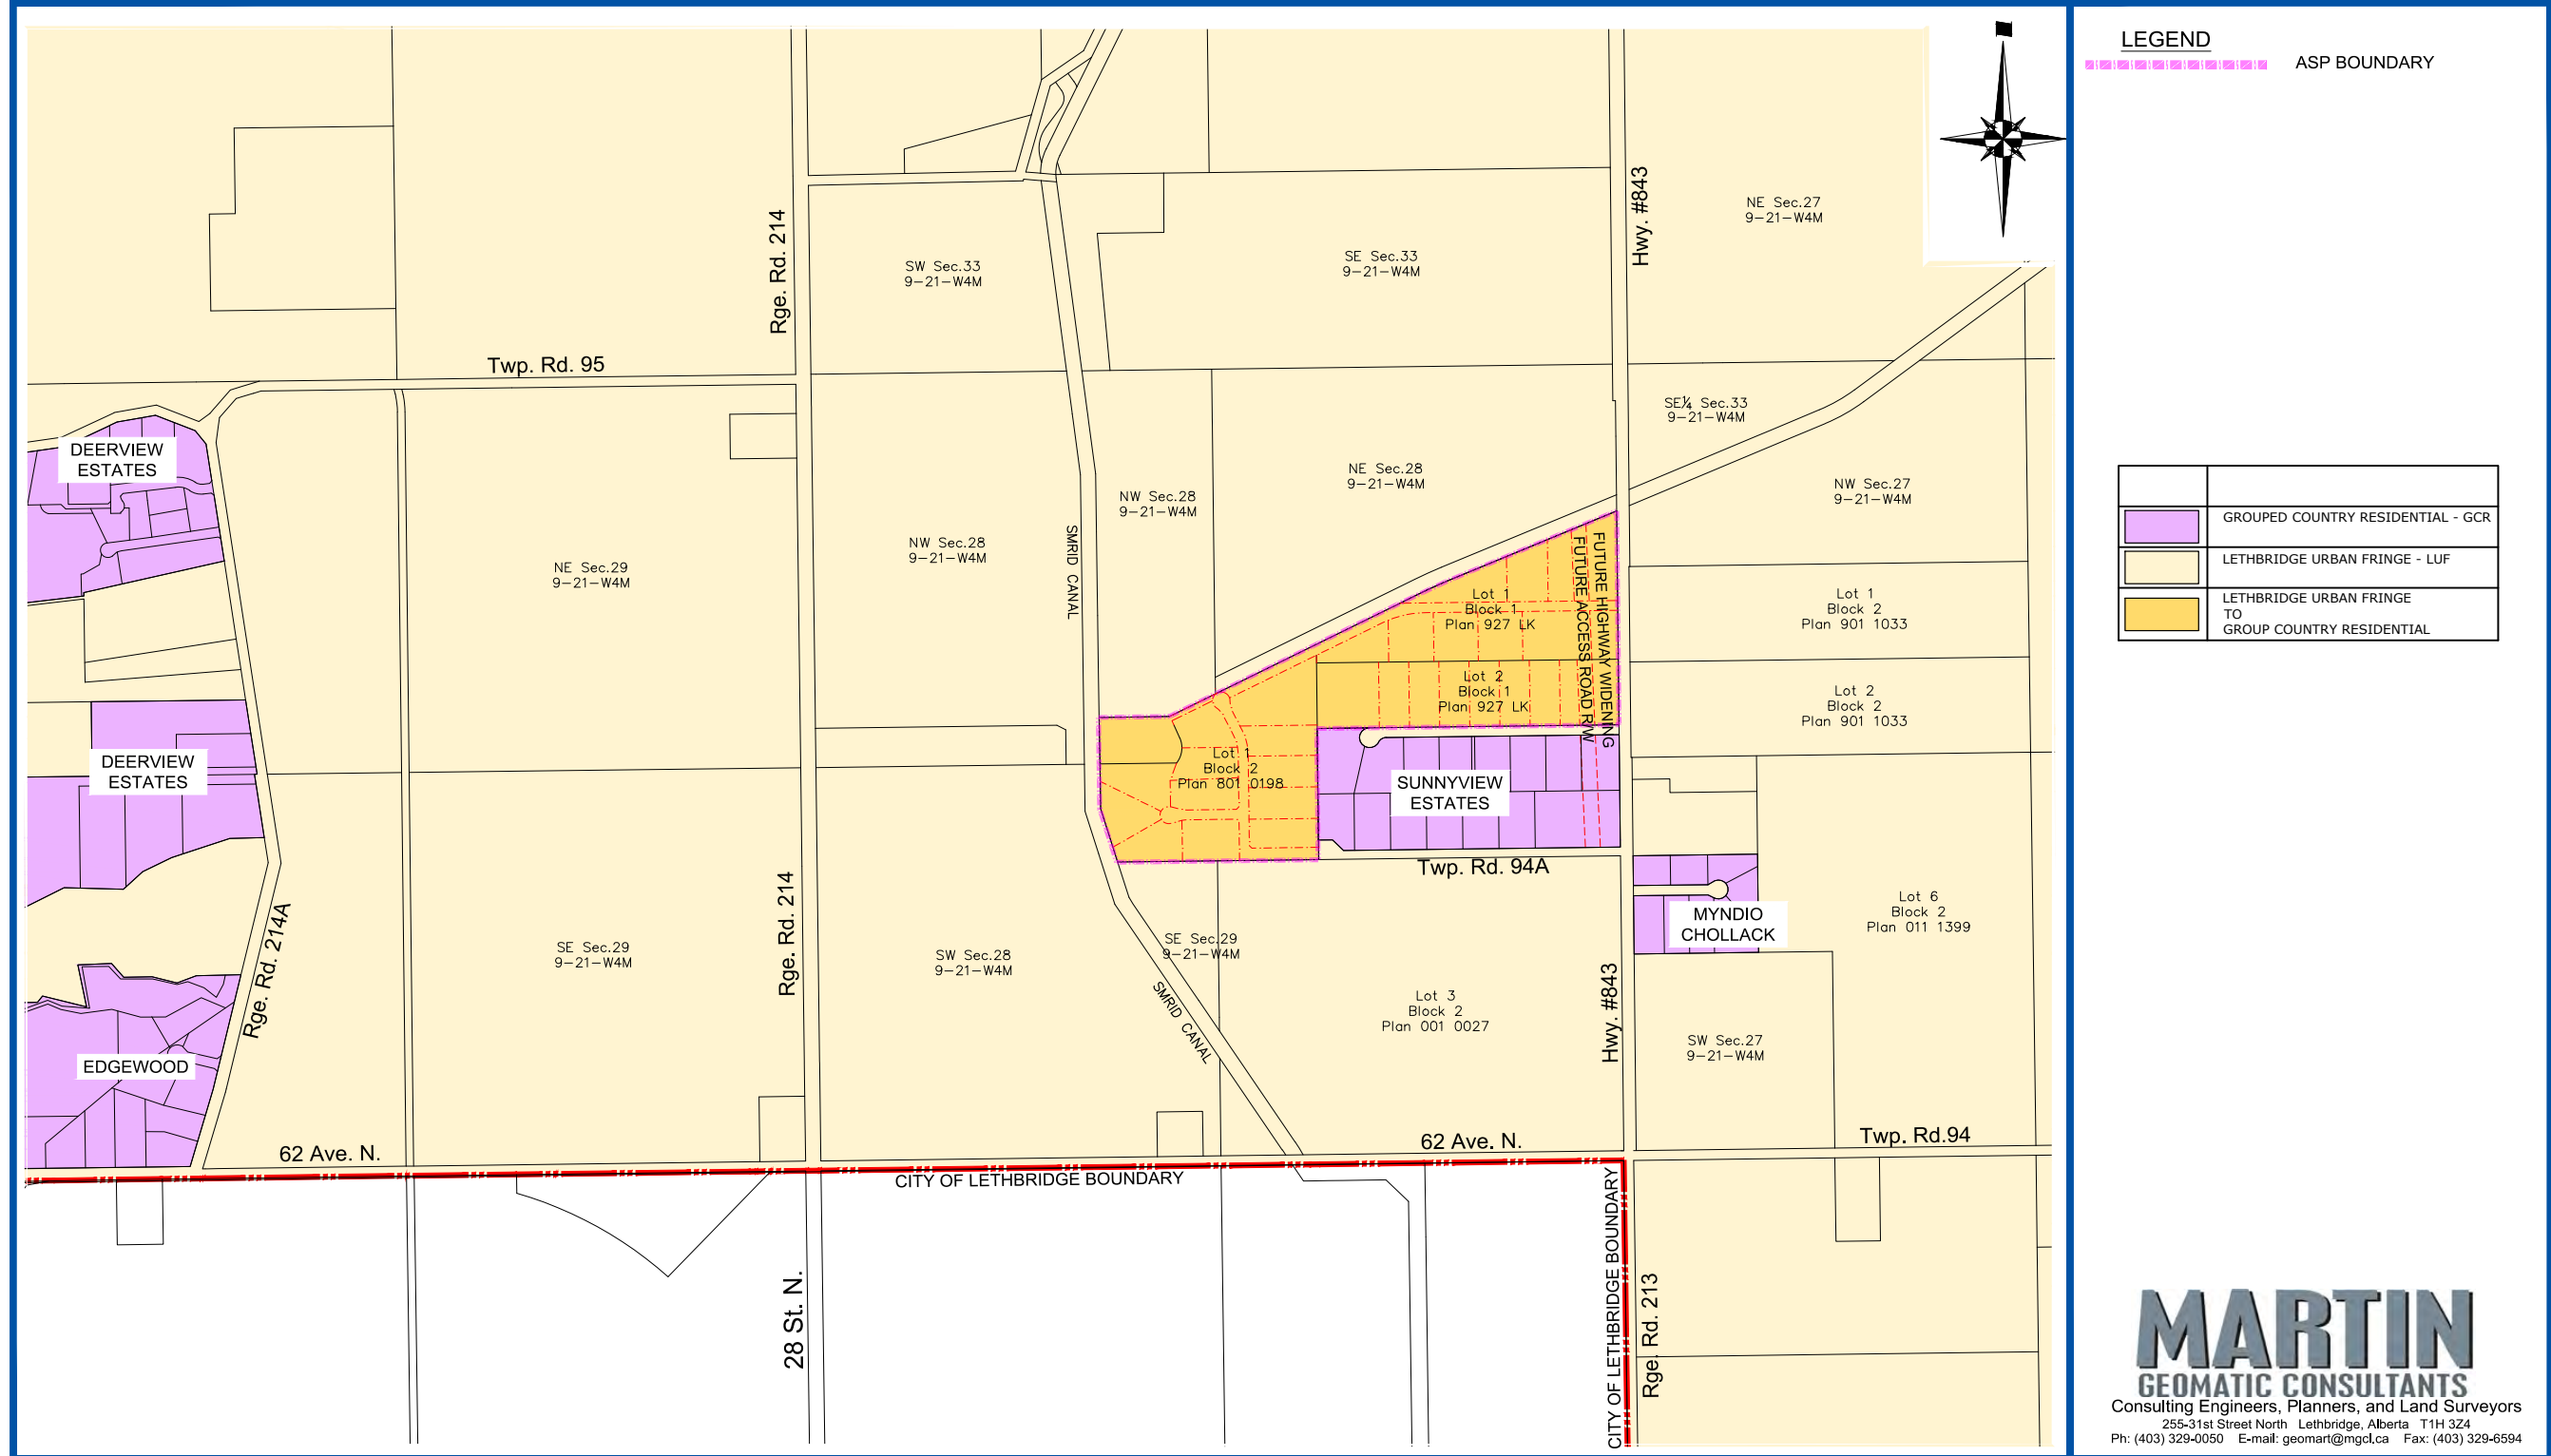 LEGEND
ASP BOUNDARY
Hwy. #843
NE Sec.27
9-21-W4M
Rge. Rd. 214
SW Sec.33
9-21-W4M
SE Sec.33
9-21-W4M
Twp. Rd. 95
SE¼ Sec.33
9-21-W4M
DEERVIEW
ESTATES
NE Sec.28
9-21-W4M
NW Sec.28
9-21-W4M
NW Sec.27
9-21-W4M
NW Sec.28
9-21-W4M
SMRID CANAL
NE Sec.29
9-21-W4M
FUTURE HIGHWAY WIDENING
FUTURE ACCESS ROAD R/W
Lot 1
Block 1
Plan 927 LK
Lot 1
Block 2
Plan 901 1033
Lot 2
Block 1
Plan 927 LK
Lot 2
Block 2
Plan 901 1033
GROUPED COUNTRY RESIDENTIAL - GCR
LETHBRIDGE URBAN FRINGE - LUF
LETHBRIDGE URBAN FRINGE
TO
GROUP COUNTRY RESIDENTIAL
DEERVIEW
ESTATES
Lot 1
Block 2
Plan 801 0198
SUNNYVIEW
ESTATES
Twp. Rd. 94A
Rge. Rd. 214A
SE Sec.29
9-21-W4M
Rge. Rd. 214
SW Sec.28
9-21-W4M
SE Sec.29
9-21-W4M
SMRID CANAL
Lot 3
Block 2
Plan 001 0027
Hwy. #843
MYNDIO
CHOLLACK
Lot 6
Block 2
Plan 011 1399
SW Sec.27
9-21-W4M
EDGEWOOD
62 Ave. N.
62 Ave. N.
Twp. Rd.94
CITY OF LETHBRIDGE BOUNDARY
28 St. N.
CITY OF LETHBRIDGE BOUNDARY
Rge. Rd. 213
MARTIN
GEOMATIC CONSULTANTS
Consulting Engineers, Planners, and Land Surveyors
255-31st Street North Lethbridge, Alberta T1H 3Z4
Ph: (403) 329-0050 E-mail: geomart@mgcl.ca Fax: (403) 329-6594